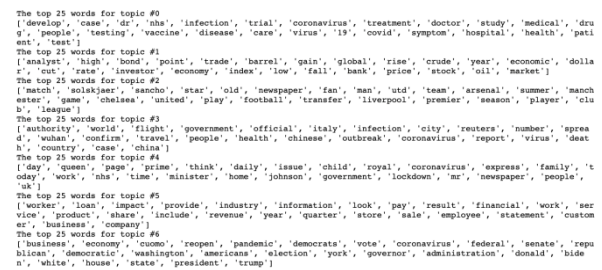 The top 25 words for topic #0
['develop', 'case', 'dr', 'nhs', 'infection', 'trial', 'coronavirus', 'treatment', 'doctor', 'study', 'medical', 'dru
g', 'people', 'testing', 'vaccine', 'disease', 'care', 'virus', '19', 'covid', 'symptom', 'hospital', 'health', 'pati
ent', 'test']
The top 25 words for topic #1
['analyst', 'high', 'bond', 'point', 'trade', 'barrel', 'gain', 'global', 'rise', 'crude', 'year', 'economic', 'dolla
r', 'cut', 'rate', 'investor', 'economy', 'index', 'low', 'fall', 'bank', 'price', 'stock', 'oil', 'market']
The top 25 words for topic #2
['match', 'solskjaer', 'sancho', 'star', 'old', 'newspaper', 'fan', 'man', 'utd', 'team', 'arsenal', 'summer', 'manch
ester', 'game', 'chelsea', 'united', 'play', 'football', 'transfer', 'liverpool', 'premier', 'season', 'player', 'clu
b', 'league']
The top 25 words for topic #3
['authority', 'world', 'flight', 'government', 'official', 'italy', 'infection', 'city', 'reuters', 'number', 'sprea
d', 'wuhan', 'confirm', 'travel', 'people', 'health', 'chinese', 'outbreak', 'coronavirus', 'report', 'virus', 'deat
h', 'country', 'case', 'china']
The top 25 words for topic #4
['day', 'queen', 'page', 'prime', 'think', 'daily', 'issue', 'child', 'royal', 'coronavirus', 'express', 'family', 't
oday', 'work', 'nhs', 'time', 'minister', 'home', 'johnson', 'government', 'lockdown', 'mr', 'newspaper', 'people',
'uk']
The top 25 words for topic #5
['worker', 'loan', 'impact', 'provide', 'industry', 'information', 'look', 'pay', 'result', 'financial', 'work', 'ser
vice', 'product', 'share', 'include', 'revenue', 'year', 'quarter', 'store', 'sale', 'employee', 'statement', 'custom
er', 'business', 'company']
The top 25 words for topic #6
['business', 'economy', 'cuomo', 'reopen', 'pandemic', 'democrats', 'vote', 'coronavirus', 'federal', 'senate', 'repu
blican', 'democratic', 'washington', 'americans', 'election', 'york', 'governor', 'administration', 'donald', 'bide
n', 'white', 'house', 'state', 'president', 'trump']